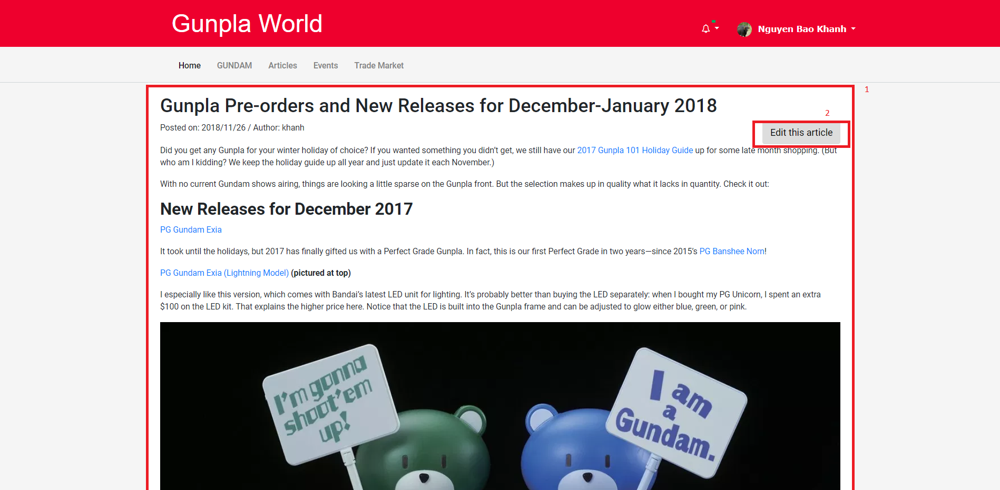 Gunpla World
Nguyen Bao Khanh
Home GUNDAM Articles Events Trade Market
1
Gunpla Pre-orders and New Releases for December-January 2018
2
Posted on: 2018/11/26 / Author: khanh
Edit this article
Did you get any Gunpla for your winter holiday of choice? If you wanted something you didn’t get, we still have our 2017 Gunpla 101 Holiday Guide up for some late month shopping. (But
who am I kidding? We keep the holiday guide up all year and just update it each November.)
With no current Gundam shows airing, things are looking a little sparse on the Gunpla front. But the selection makes up in quality what it lacks in quantity. Check it out:
New Releases for December 2017
PG Gundam Exia
It took until the holidays, but 2017 has finally gifted us with a Perfect Grade Gunpla. In fact, this is our first Perfect Grade in two years—since 2015’s PG Banshee Norn!
PG Gundam Exia (Lightning Model) (pictured at top)
I especially like this version, which comes with Bandai’s latest LED unit for lighting. It’s probably better than buying the LED separately: when I bought my PG Unicorn, I spent an extra
$100 on the LED kit. That explains the higher price here. Notice that the LED is built into the Gunpla frame and can be adjusted to glow either blue, green, or pink.
I’m gonna
shoot’em
up!
I am
a
Gundam.